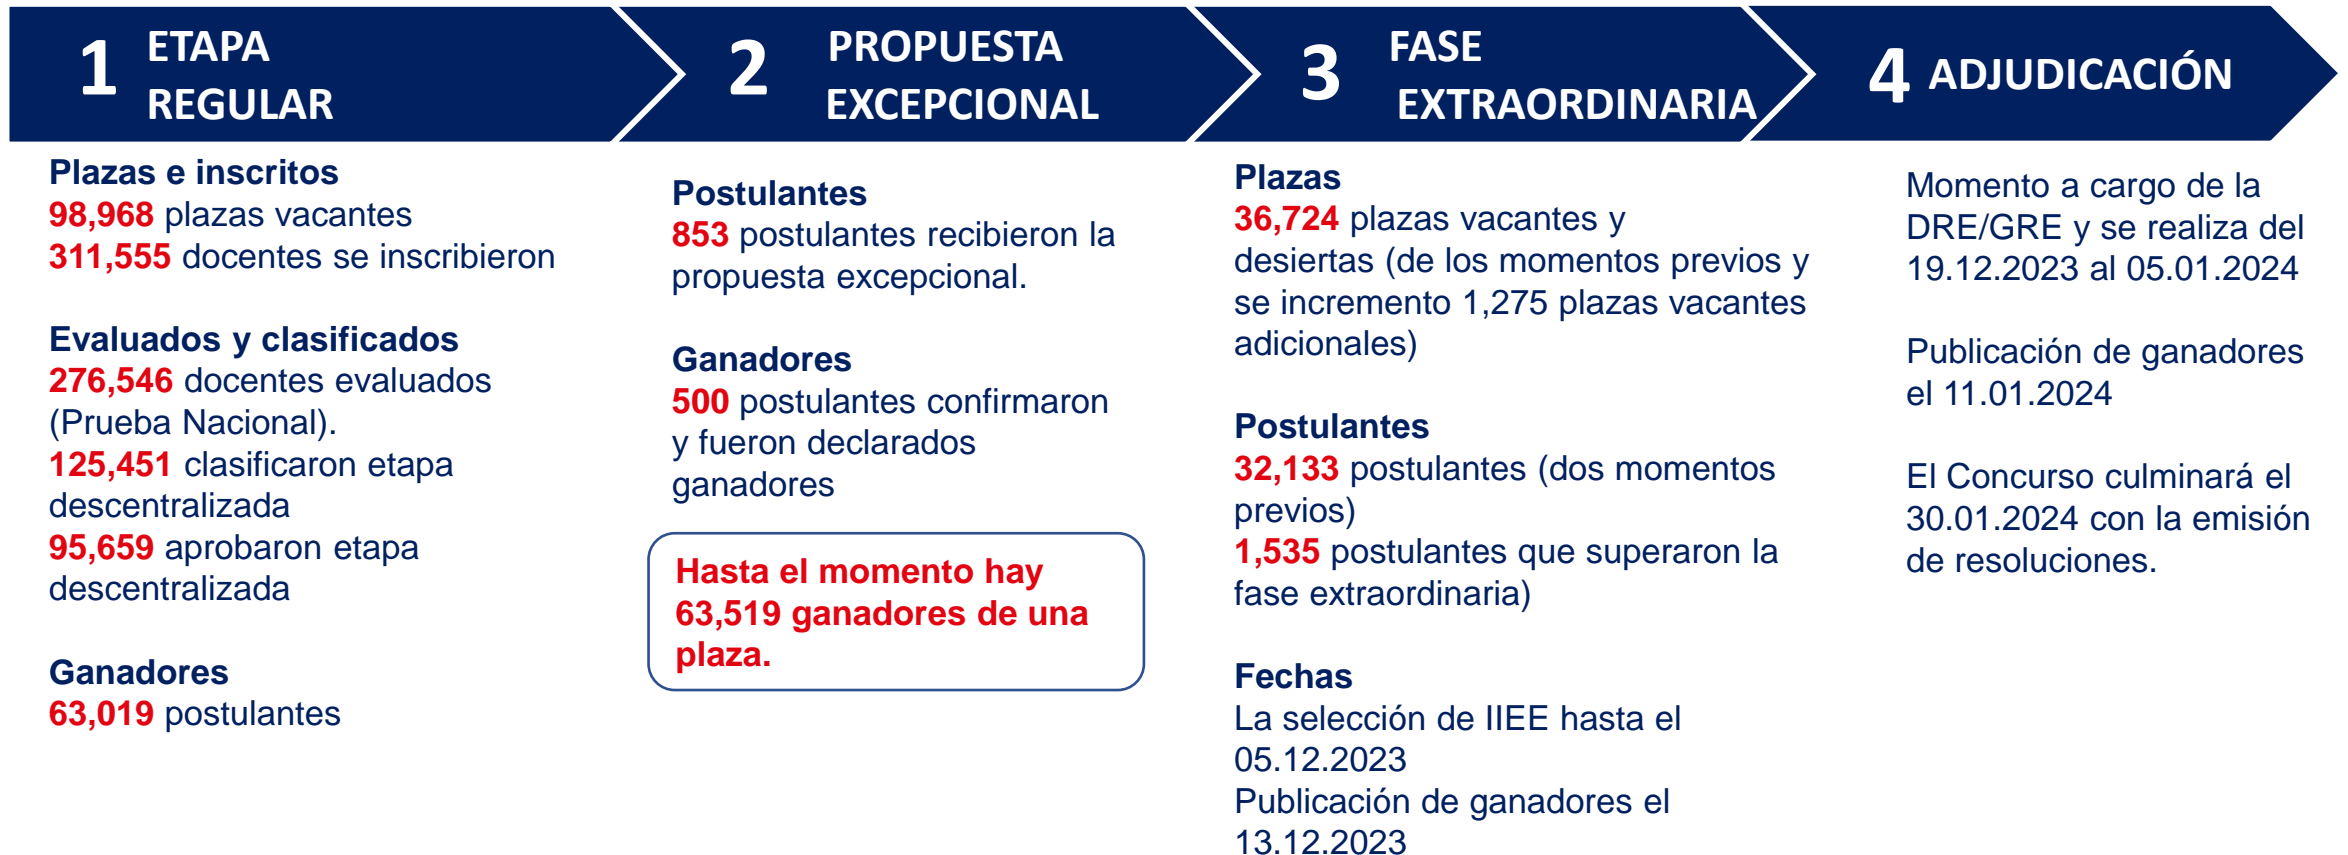 1 ETAPA
REGULAR
2 PROPUESTA
EXCEPCIONAL
3 FASE
EXTRAORDINARIA
4 ADJUDICACIÓN
Plazas e inscritos
98,968 plazas vacantes
311,555 docentes se inscribieron
Evaluados y clasificados
276,546 docentes evaluados
(Prueba Nacional).
125,451 clasificaron etapa
descentralizada
95,659 aprobaron etapa
descentralizada
Ganadores
63,019 postulantes
Postulantes
853 postulantes recibieron la
propuesta excepcional.
Ganadores
500 postulantes confirmaron
y fueron declarados
ganadores
Hasta el momento hay
63,519 ganadores de una
plaza.
Plazas
36,724 plazas vacantes y
desiertas (de los momentos previos y
se incremento 1,275 plazas vacantes
adicionales)
Postulantes
32,133 postulantes (dos momentos
previos)
1,535 postulantes que superaron la
fase extraordinaria)
Fechas
La selección de IIEE hasta el
05.12.2023
Publicación de ganadores el
13.12.2023
Momento a cargo de la
DRE/GRE y se realiza del
19.12.2023 al 05.01.2024
Publicación de ganadores
el 11.01.2024
El Concurso culminará el
30.01.2024 con la emisión
de resoluciones.